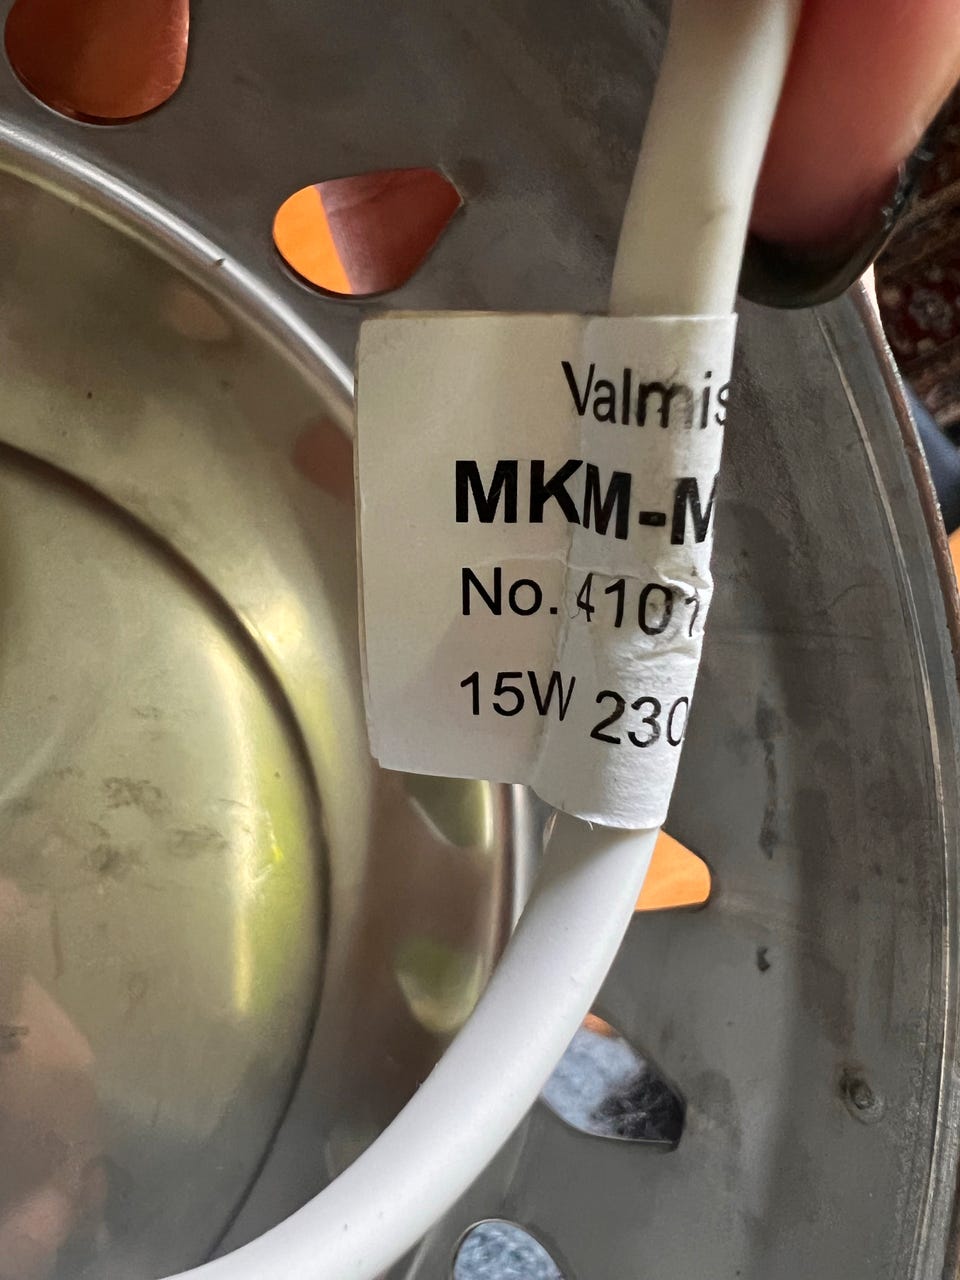 Valmis
MKM-M
No. 4101
15W 230